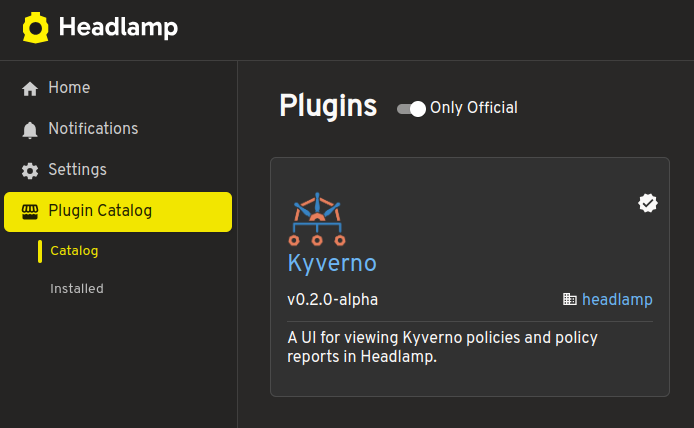 Headlamp
Home
Notifications
Settings
Plugin Catalog
Catalog
Installed
Plugins
Only Official
Kyverno
v0.2.0-alpha
headlamp
A UI for viewing Kyverno policies and policy
reports in Headlamp.